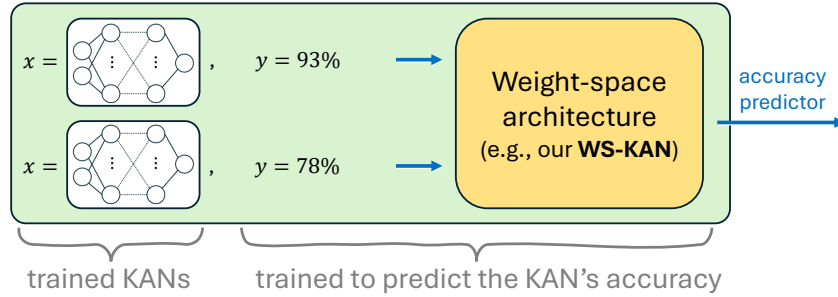 x = , y = 93%
Weight-space
architecture
(e.g., our WS-KAN)
accuracy
predictor
x = , y = 78%
trained KANs
trained to predict the KAN's accuracy